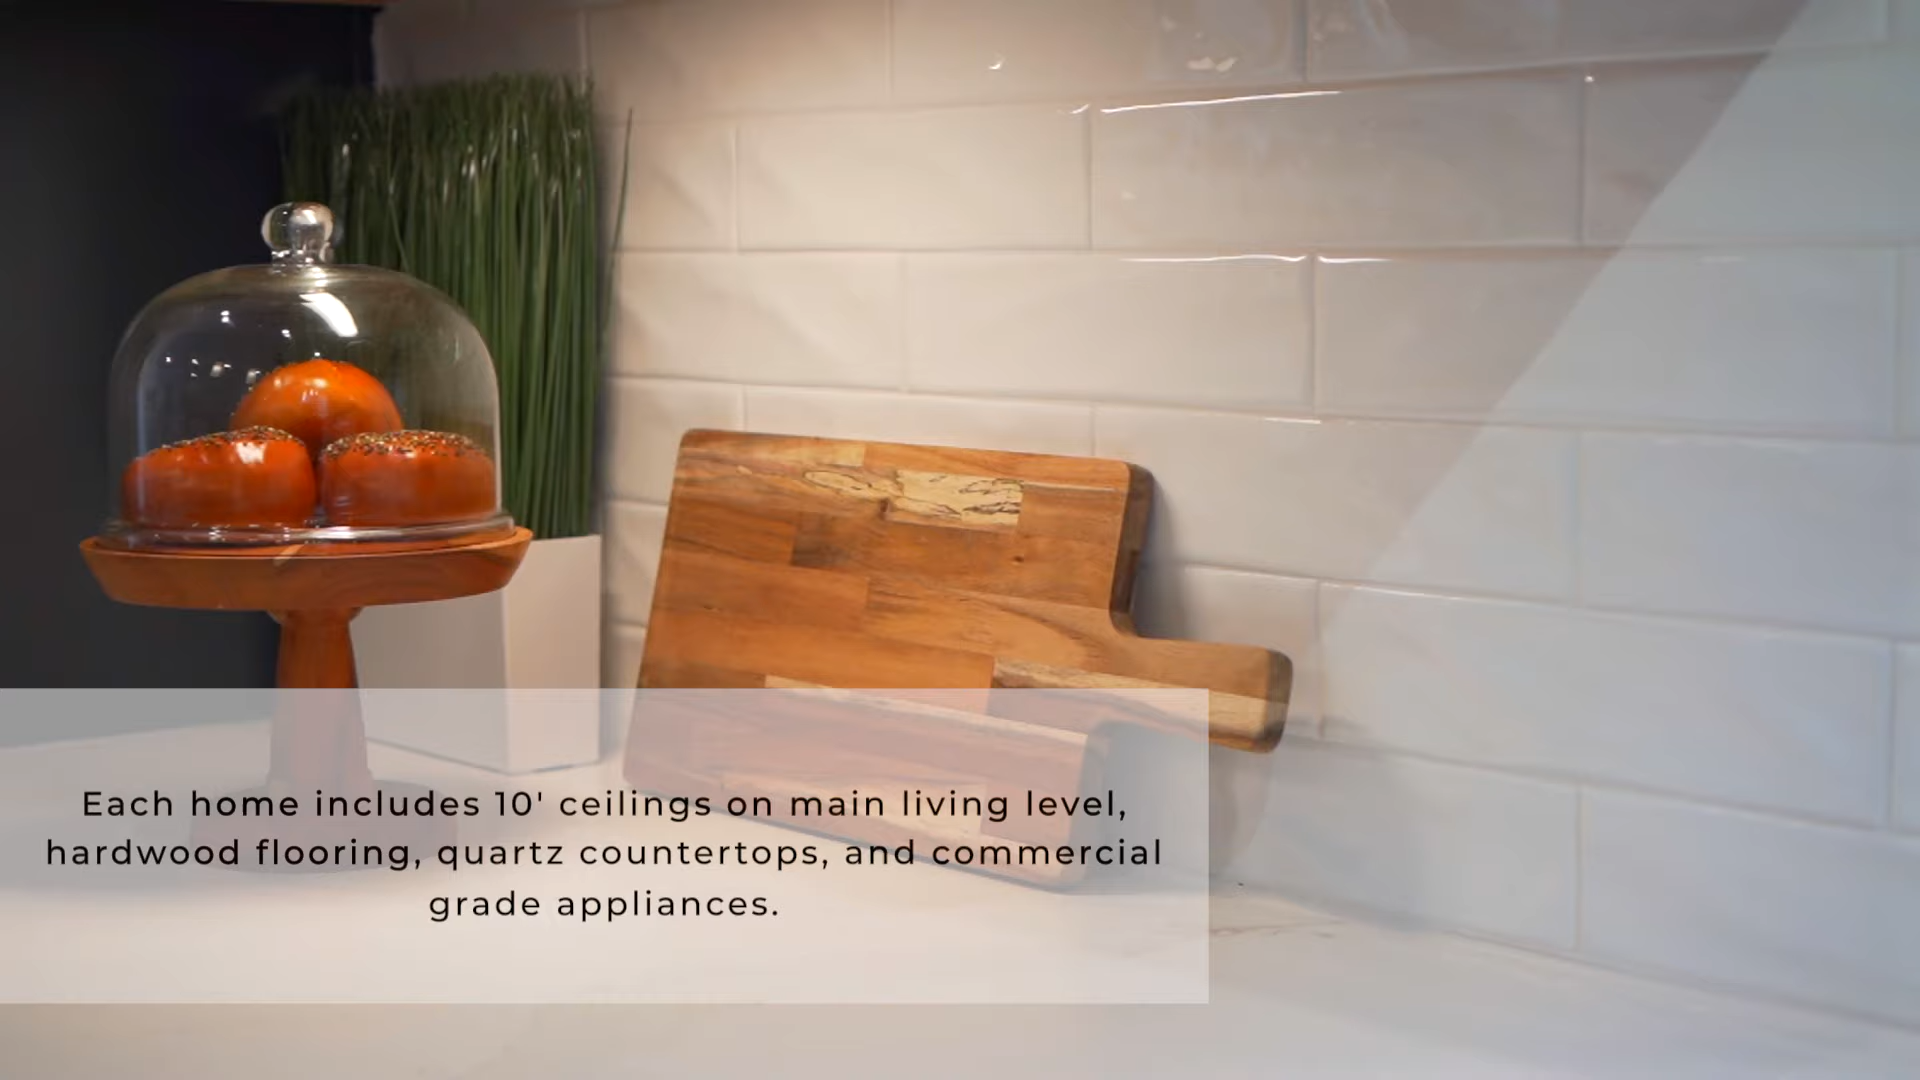 Each home includes 10' ceilings on main living level,
hardwood flooring, quartz countertops, and commercial
grade appliances.